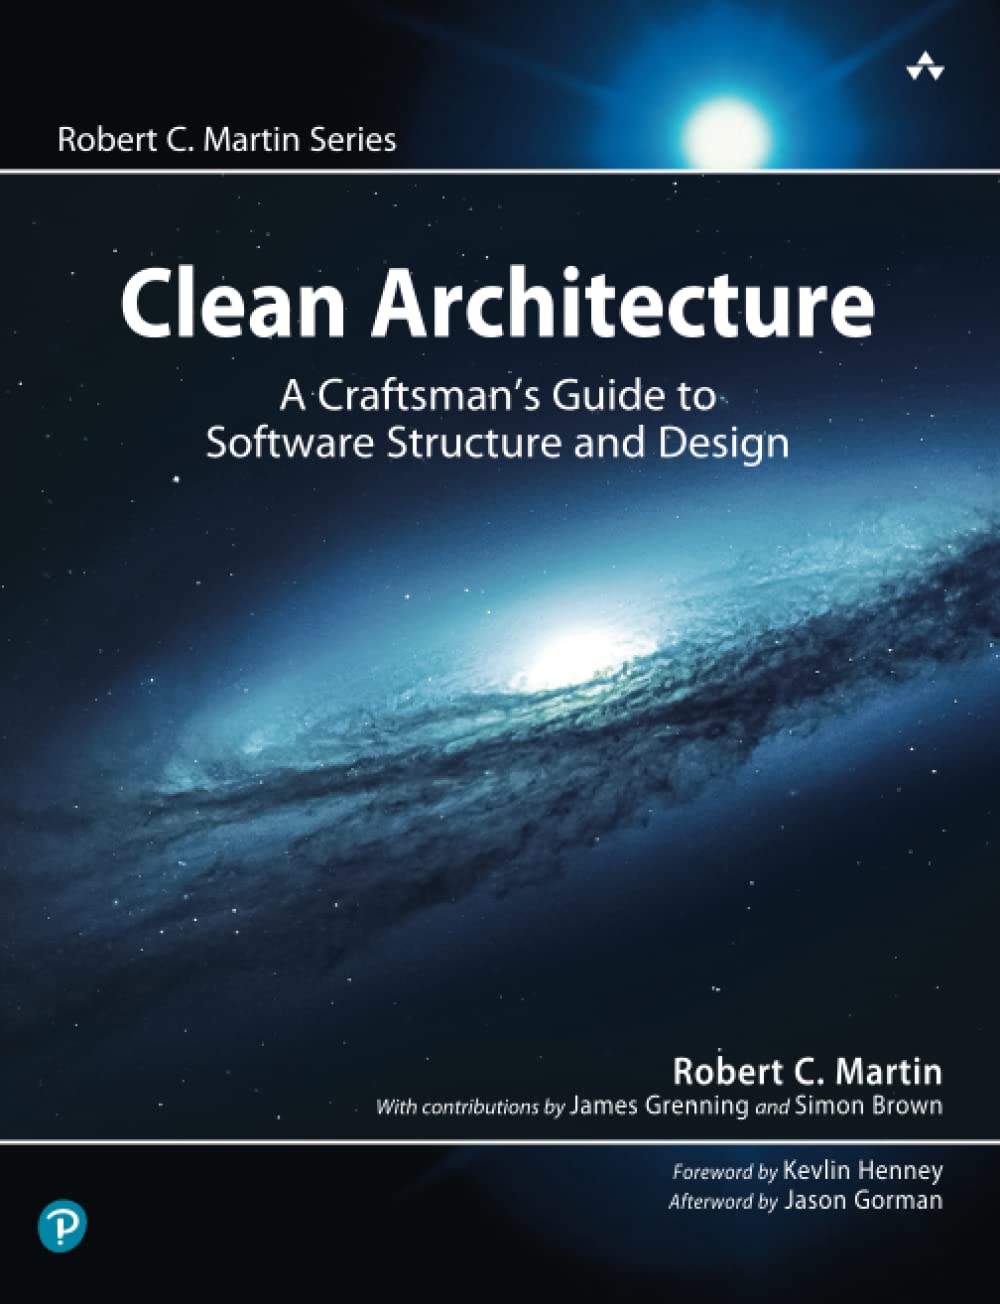 Robert C. Martin Series
Clean Architecture
A Craftsman's Guide to
Software Structure and Design
Robert C. Martin
With contributions by James Grenning and Simon Brown
Foreword by Kevlin Henney
Afterword by Jason Gorman
P